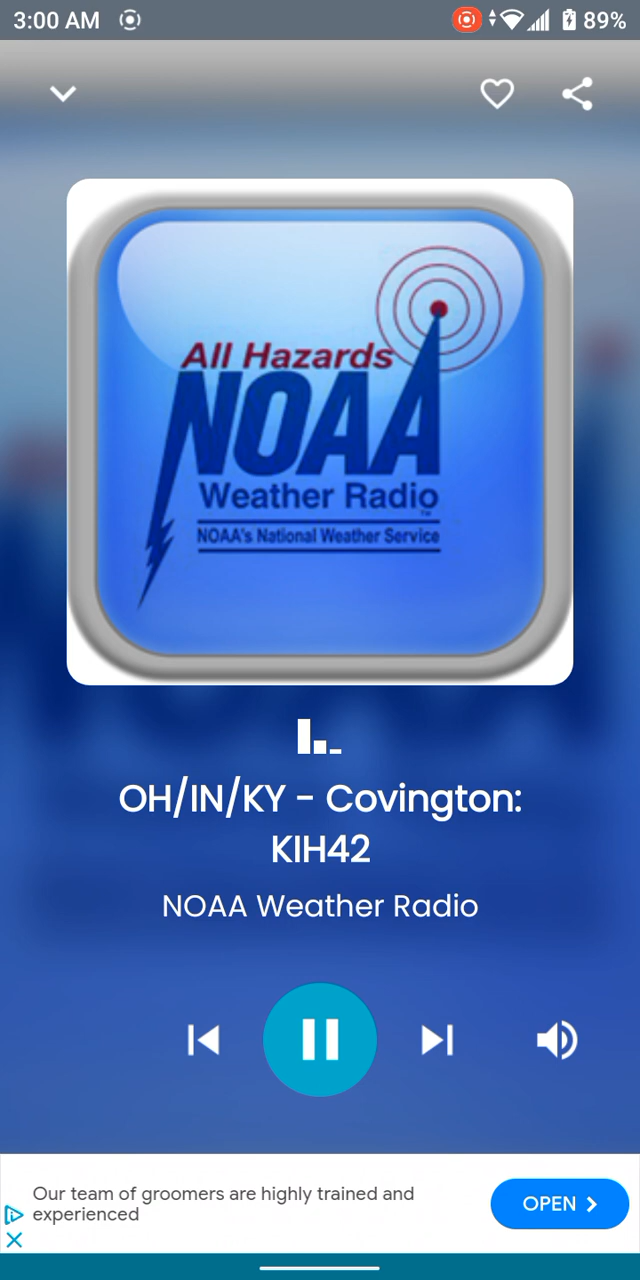 3:00 AM
89%
All Hazards
NOAA
Weather Radio
TM
NOAA's National Weather Service
OH/IN/KY - Covington:
KIH42
NOAA Weather Radio
Our team of groomers are highly trained and
experienced
OPEN